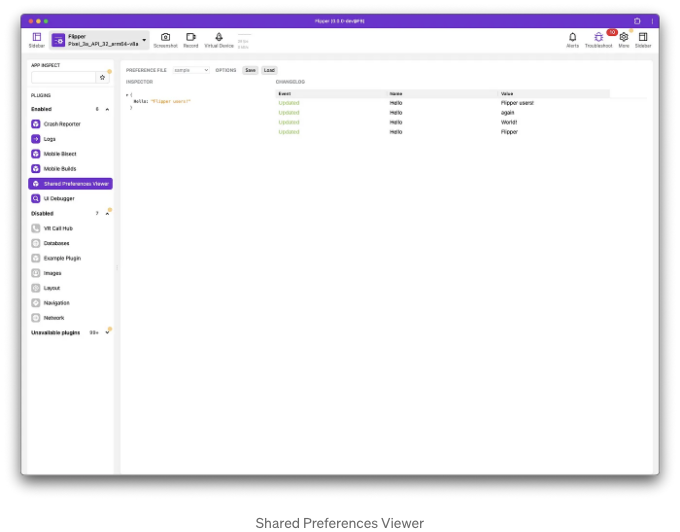 Flipper (0.0.0-dev@FB)
Flipper
Pixel_3a_API_32_arm64-v8a
Sidebar
Screenshot
Record
Virtual Device
Alerts
10
Troubleshoot
More
Sidebar
APP INSPECT
PLUGINS
Enabled 6
Crash Reporter
Logs
Mobile Bisect
Mobile Builds
Shared Preferences Viewer
UI Debugger
Disabled 7
VR Call Hub
Databases
Example Plugin
Images
Layout
Navigation
Network
Unavailable plugins 99+
PREFERENCE FILE sample OPTIONS Save Load
INSPECTOR
{
Hello: "Flipper users!"
}
CHANGELOG
Event Name Value
Updated Hello Flipper users!
Updated Hello again
Updated Hello World!
Updated Hello Flipper
Shared Preferences Viewer